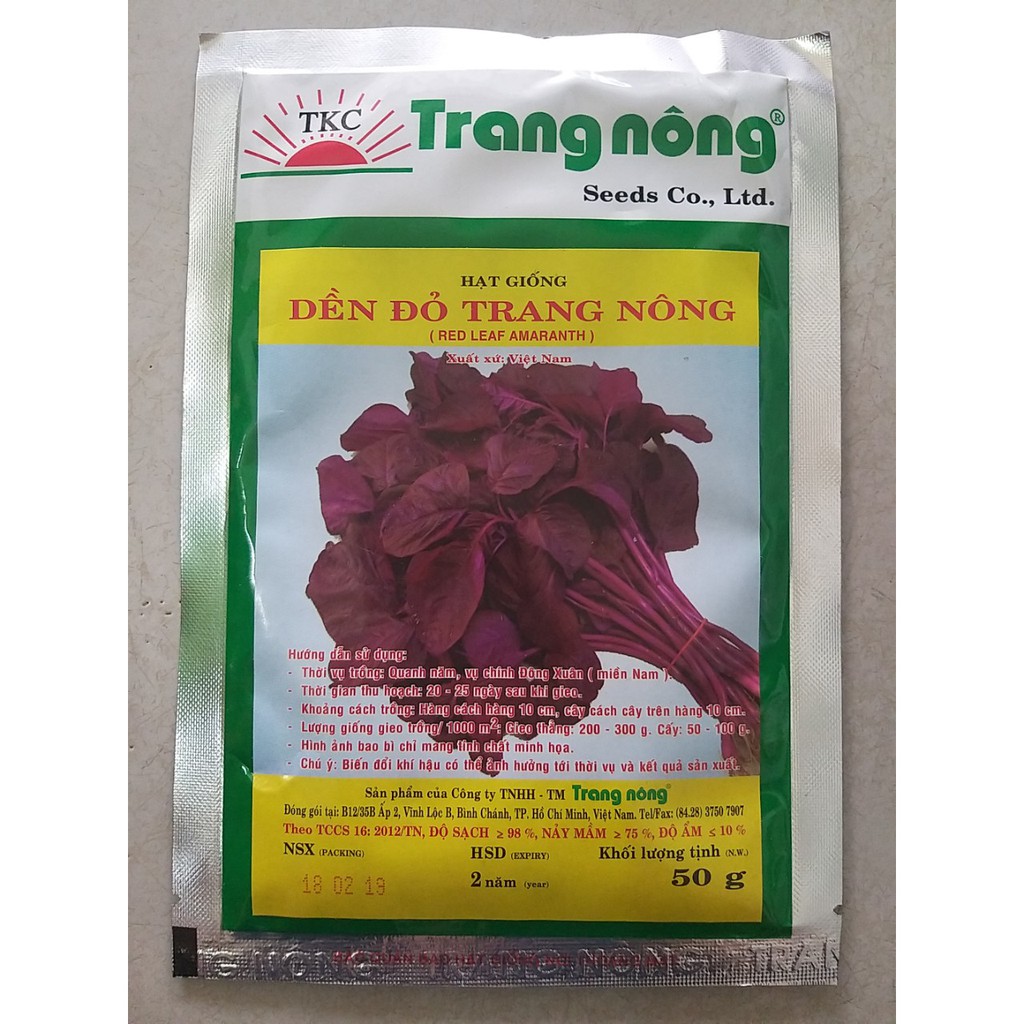 TKC
Trang nông®
Seeds Co., Ltd.
HẠT GIỐNG
DỀN ĐỎ TRANG NÔNG
( RED LEAF AMARANTH )
Xuất xứ: Việt Nam
Hướng dẫn sử dụng:
- Thời vụ trồng: Quanh năm, vụ chính Động Xuân ( miền Nam ).
- Thời gian thu hoạch: 20 - 25 ngày sau khi gieo.
- Khoảng cách trồng: Hàng cách hàng 10 cm, cây cách cây trên hàng 10 cm.
- Lượng giống gieo trồng/ 1000 m²: Gieo thẳng: 200 - 300 g. Cấy: 50 - 100 g.
- Hình ảnh bao bì chỉ mang tính chất minh họa.
- Chú ý: Biến đổi khí hậu có thể ảnh hưởng tới thời vụ và kết quả sản xuất.
Sản phẩm của Công ty TNHH - TM Trang nông®
Đóng gói tại: B12/35B Ấp 2, Vĩnh Lộc B, Bình Chánh, TP. Hồ Chí Minh, Việt Nam. Tel/Fax: (84.28) 3750 7907
Theo TCCS 16: 2012/TN, ĐỘ SẠCH ≥ 98 %, NẢY MẦM ≥ 75 %, ĐỘ ẨM ≤ 10 %
NSX (PACKING) HSD (EXPIRY) Khối lượng tịnh (N.W.)
18 02 19 2 năm (year) 50 g
G NONG TRANG NONG TRAN